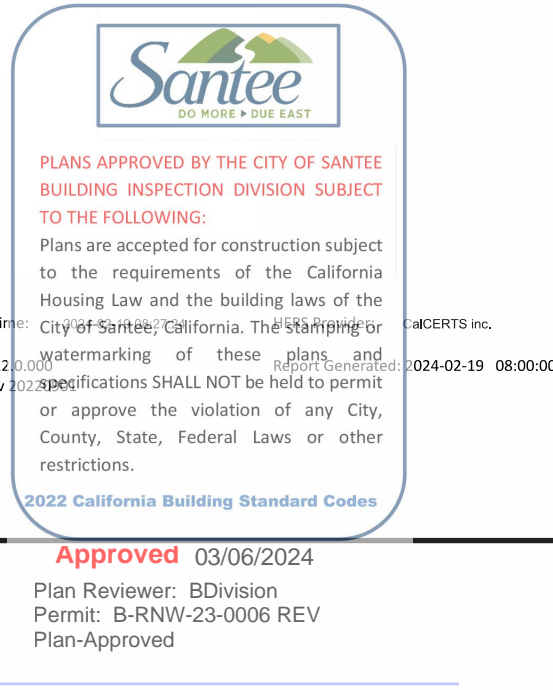 Santee
DO MORE ▶ DUE EAST
PLANS APPROVED BY THE CITY OF SANTEE
BUILDING INSPECTION DIVISION SUBJECT
TO THE FOLLOWING:
Plans are accepted for construction subject
to the requirements of the California
Housing Law and the building laws of the
City of Santee, California. The stamping or
watermarking of these plans and
specifications SHALL NOT be held to permit
or approve the violation of any City,
County, State, Federal Laws or other
restrictions.
2022 California Building Standard Codes
HERS Provider: CalCERTS inc.
Report Generated: 2024-02-19 08:00:00
Approved 03/06/2024
Plan Reviewer: BDivision
Permit: B-RNW-23-0006 REV
Plan-Approved